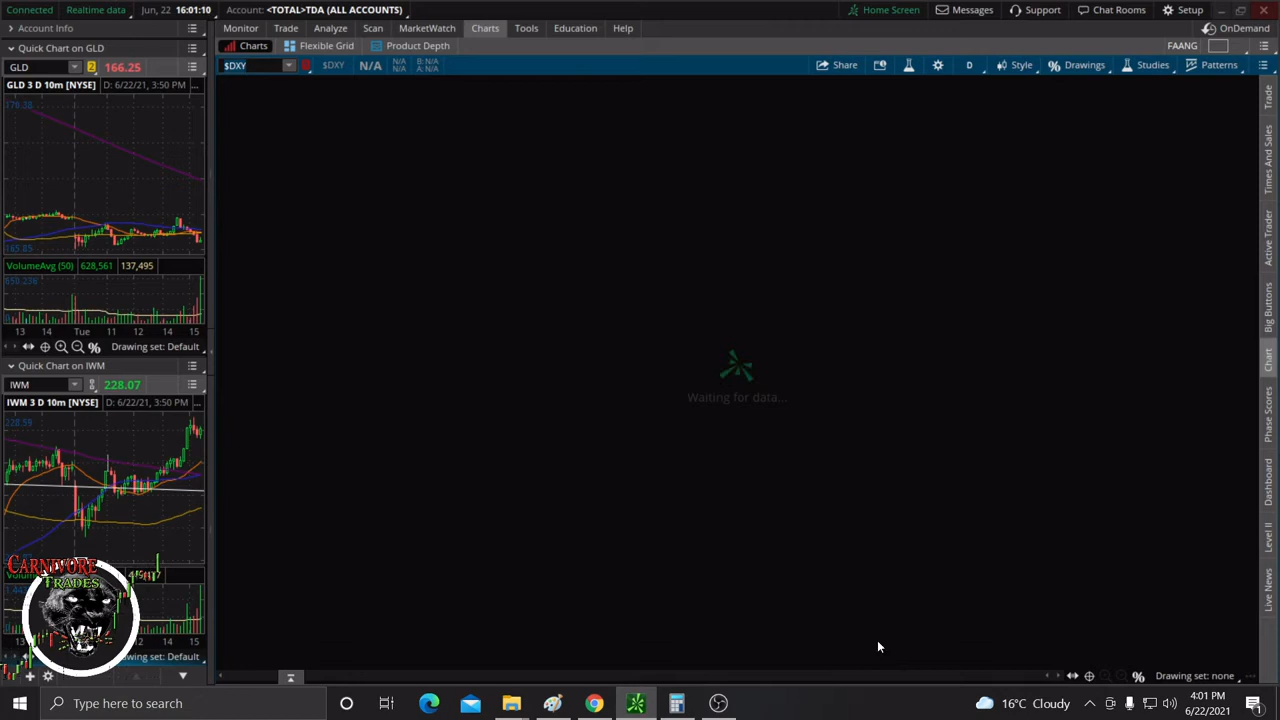 Connected Realtime data Jun, 22 16:01:10 Account: <TOTAL>TDA (ALL ACCOUNTS) Home Screen Messages Support Chat Rooms Setup
Account Info Monitor Trade Analyze Scan MarketWatch Charts Tools Education Help OnDemand
Quick Chart on GLD Charts Flexible Grid Product Depth FAANG
GLD 2 166.25 $DXY $DXY N/A N/A N/A B: N/A A: N/A Share D Style Drawings Studies Patterns
GLD 3 D 10m [NYSE] D: 6/22/21, 3:50 PM ...
VolumeAvg (50) 628,561 137,495
13 14 Tue 11 12 13 14 15
Drawing set: Default
Quick Chart on IWM
IWM 228.07
IWM 3 D 10m [NYSE] D: 6/22/21, 3:50 PM ...
228.59
13 12 14 15
Drawing set: Default
CARNIVORE
TRADES
Waiting for data...
Trade
Times And Sales
Active Trader
Big Buttons
Chart
Phase Scores
Dashboard
Level II
Live News
Drawing set: none
Type here to search 16°C Cloudy 4:01 PM
6/22/2021
1